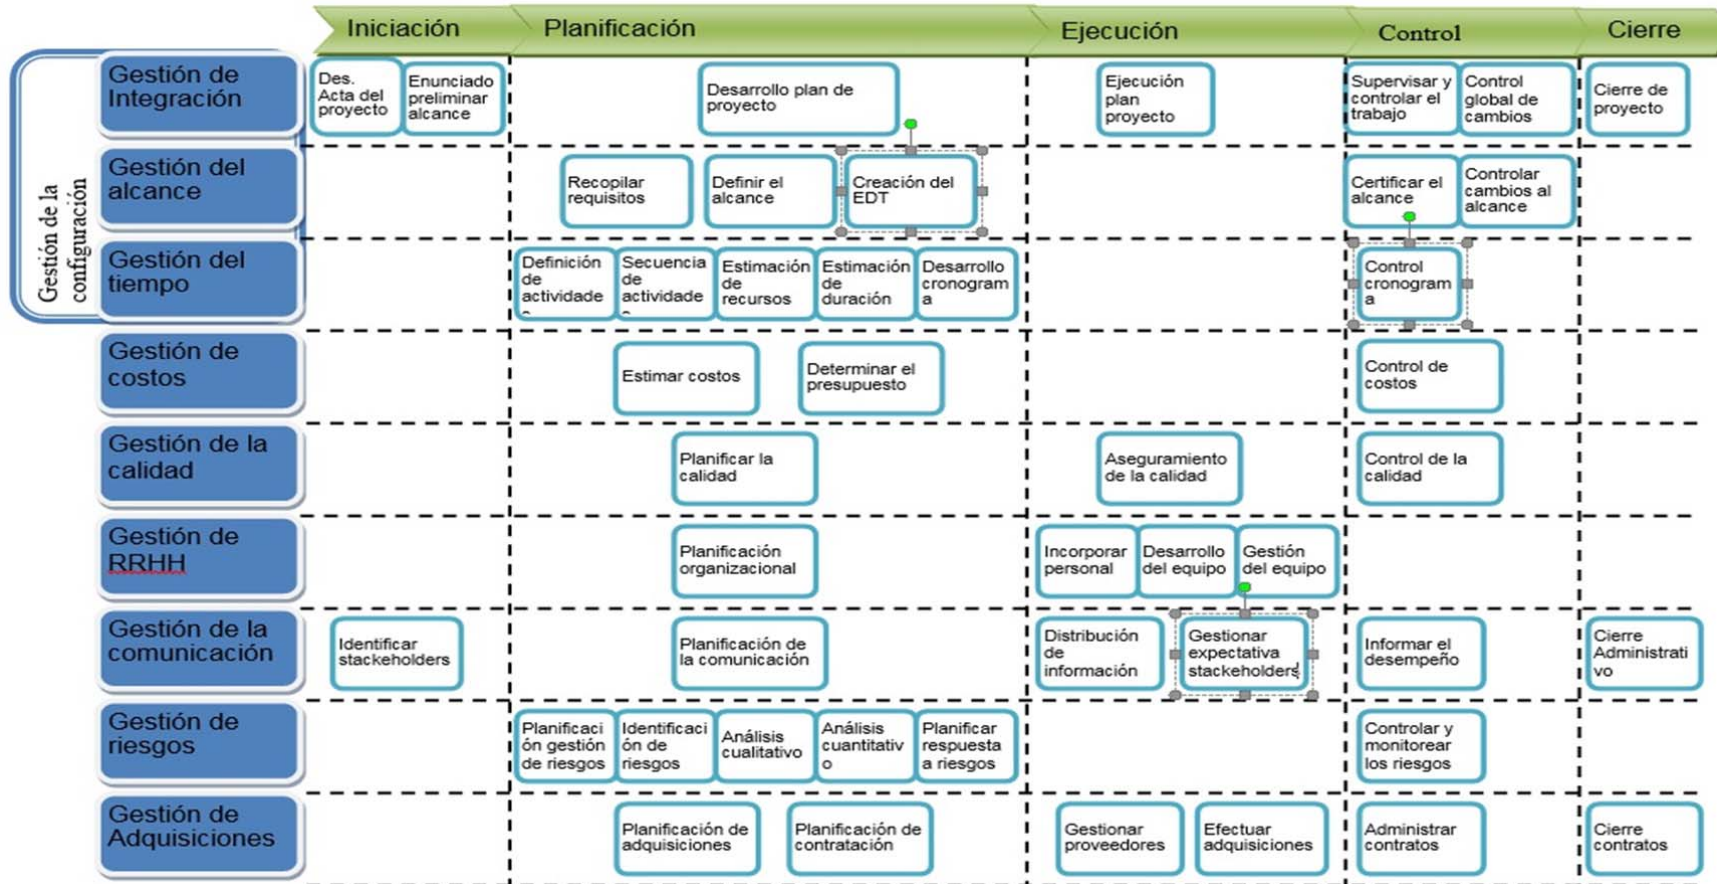 Iniciación
Planificación
Ejecución
Control
Cierre
Gestión de la
configuración
Gestión de
Integración
Des.
Acta del
proyecto
Enunciado
preliminar
alcance
Desarrollo plan de
proyecto
Ejecución
plan
proyecto
Supervisar y
controlar el
trabajo
Control
global de
cambios
Cierre de
proyecto
Gestión del
alcance
Recopilar
requisitos
Definir el
alcance
Creación del
EDT
Certificar el
alcance
Controlar
cambios al
alcance
Gestión del
tiempo
Definición
de
actividade
Secuencia
de
actividade
Estimación
de
recursos
Estimación
de
duración
Desarrollo
cronogram
a
Control
cronogram
a
Gestión de
costos
Estimar costos
Determinar el
presupuesto
Control de
costos
Gestión de la
calidad
Planificar la
calidad
Aseguramiento
de la calidad
Control de la
calidad
Gestión de
RRHH
Planificación
organizacional
Incorporar
personal
Desarrollo
del equipo
Gestión
del equipo
Gestión de la
comunicación
Identificar
stackeholders
Planificación de
la comunicación
Distribución
de
información
Gestionar
expectativa
stackeholders
Informar el
desempeño
Cierre
Administrati
vo
Gestión de
riesgos
Planificaci
ón gestión
de riesgos
Identificaci
ón de
riesgos
Análisis
cualitativo
Análisis
cuantitativ
o
Planificar
respuesta
a riesgos
Controlar y
monitorear
los riesgos
Gestión de
Adquisiciones
Planificación de
adquisiciones
Planificación de
contratación
Gestionar
proveedores
Efectuar
adquisiciones
Administrar
contratos
Cierre
contratos